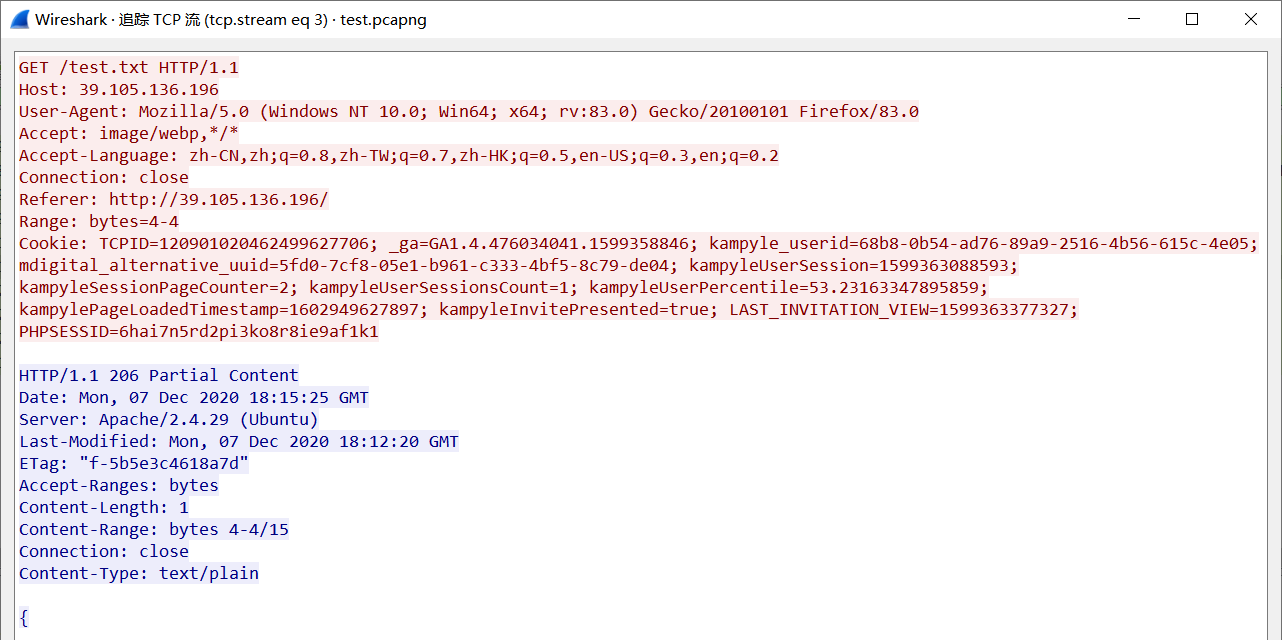 Wireshark · 追踪 TCP 流 (tcp.stream eq 3) · test.pcapng
GET /test.txt HTTP/1.1
Host: 39.105.136.196
User-Agent: Mozilla/5.0 (Windows NT 10.0; Win64; x64; rv:83.0) Gecko/20100101 Firefox/83.0
Accept: image/webp,*/*
Accept-Language: zh-CN,zh;q=0.8,zh-TW;q=0.7,zh-HK;q=0.5,en-US;q=0.3,en;q=0.2
Connection: close
Referer: http://39.105.136.196/
Range: bytes=4-4
Cookie: TCPID=120901020462499627706; _ga=GA1.4.476034041.1599358846; kampyle_userid=68b8-0b54-ad76-89a9-2516-4b56-615c-4e05;
mdigital_alternative_uuid=5fd0-7cf8-05e1-b961-c333-4bf5-8c79-de04; kampyleUserSession=1599363088593;
kampyleSessionPageCounter=2; kampyleUserSessionsCount=1; kampyleUserPercentile=53.23163347895859;
kampylePageLoadedTimestamp=1602949627897; kampyleInvitePresented=true; LAST_INVITATION_VIEW=1599363377327;
PHPSESSID=6hai7n5rd2pi3ko8r8ie9af1k1
HTTP/1.1 206 Partial Content
Date: Mon, 07 Dec 2020 18:15:25 GMT
Server: Apache/2.4.29 (Ubuntu)
Last-Modified: Mon, 07 Dec 2020 18:12:20 GMT
ETag: "f-5b5e3c4618a7d"
Accept-Ranges: bytes
Content-Length: 1
Content-Range: bytes 4-4/15
Connection: close
Content-Type: text/plain
{